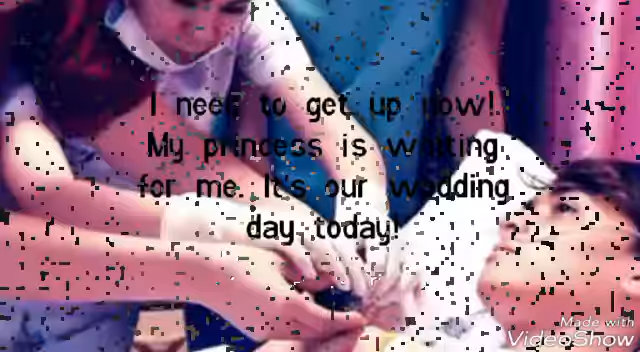 I need to get up now!
My princess is waiting
for me. It's our wedding
day today!
Made with
VideoShow